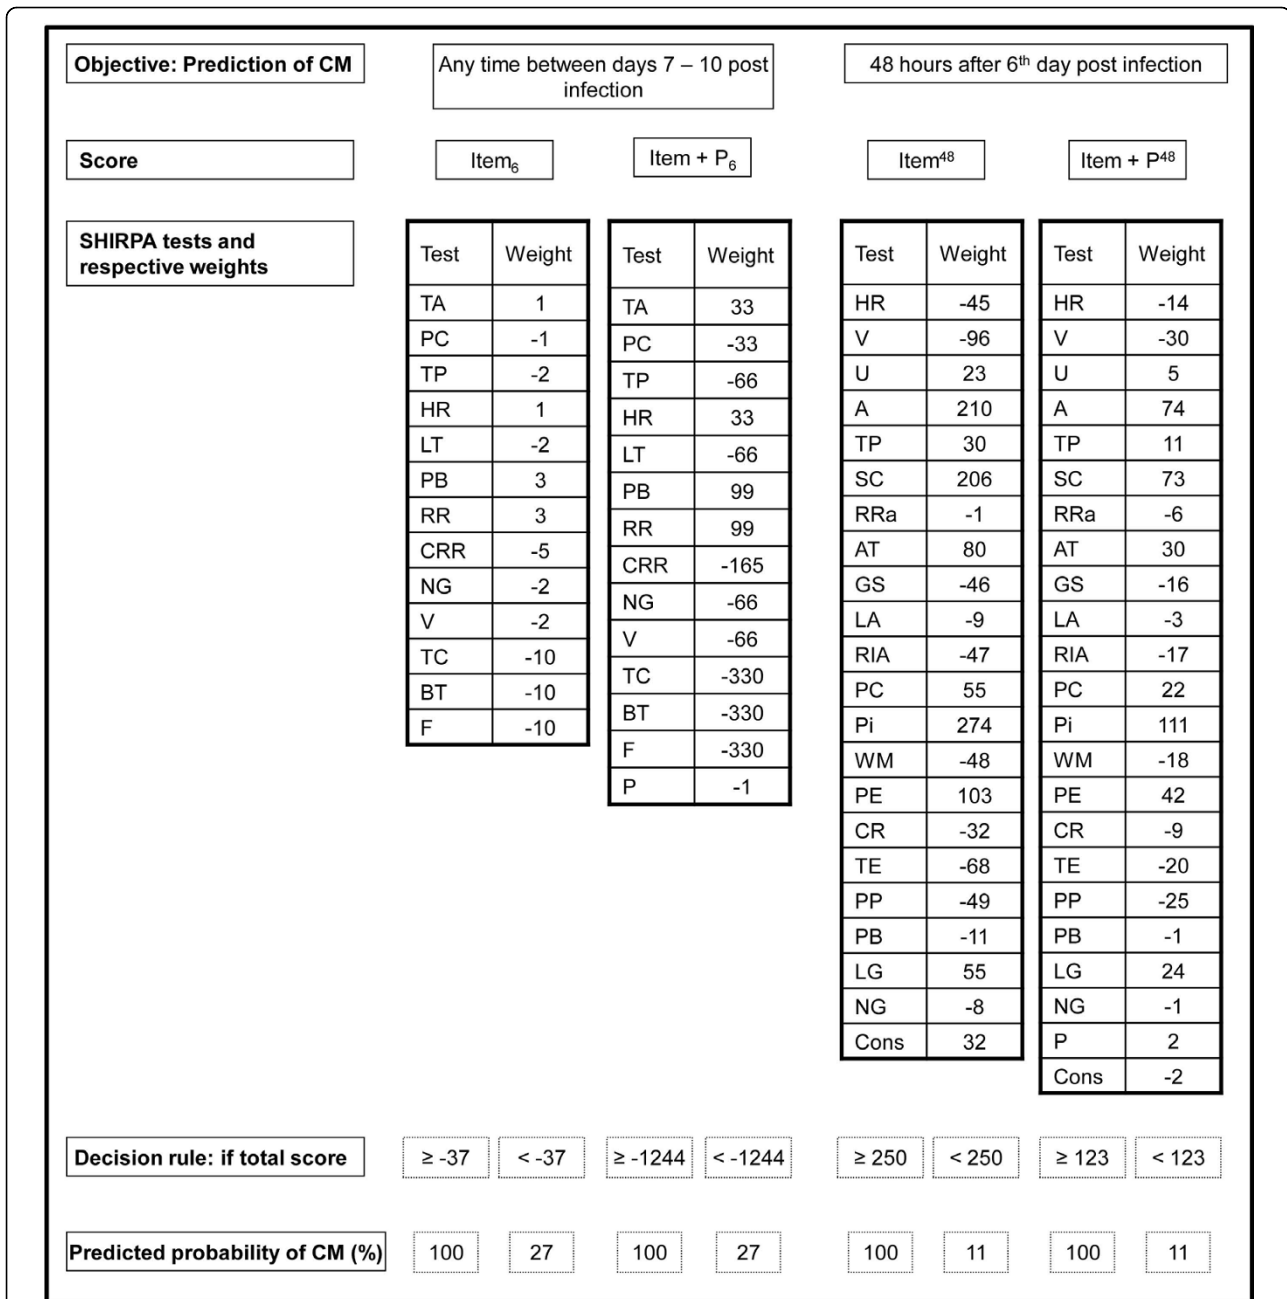 Objective: Prediction of CM
Any time between days 7 – 10 post
infection
48 hours after 6th day post infection
Score
Item6
Item + P6
Item48
Item + P48
SHIRPA tests and
respective weights
Test Weight
TA 1
PC -1
TP -2
HR 1
LT -2
PB 3
RR 3
CRR -5
NG -2
V -2
TC -10
BT -10
F -10
Test Weight
TA 33
PC -33
TP -66
HR 33
LT -66
PB 99
RR 99
CRR -165
NG -66
V -66
TC -330
BT -330
F -330
P -1
Test Weight
HR -45
V -96
U 23
A 210
TP 30
SC 206
RRa -1
AT 80
GS -46
LA -9
RIA -47
PC 55
Pi 274
WM -48
PE 103
CR -32
TE -68
PP -49
PB -11
LG 55
NG -8
Cons 32
Test Weight
HR -14
V -30
U 5
A 74
TP 11
SC 73
RRa -6
AT 30
GS -16
LA -3
RIA -17
PC 22
Pi 111
WM -18
PE 42
CR -9
TE -20
PP -25
PB -1
LG 24
NG -1
P 2
Cons -2
Decision rule: if total score
≥ -37 < -37 ≥ -1244 < -1244 ≥ 250 < 250 ≥ 123 < 123
Predicted probability of CM (%)
100 27 100 27 100 11 100 11